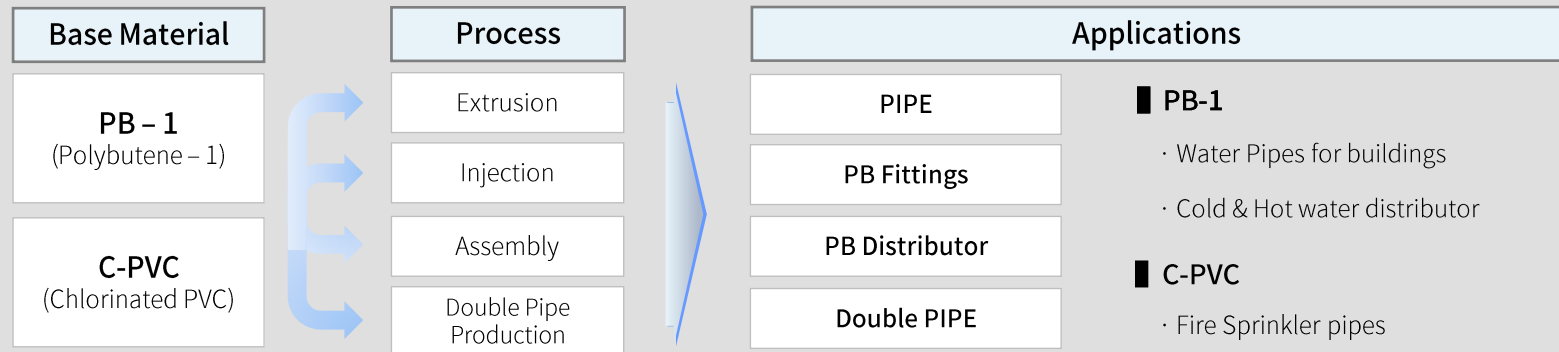 Base Material
Process
Applications
PB – 1
(Polybutene – 1)
C-PVC
(Chlorinated PVC)
Extrusion
Injection
Assembly
Double Pipe
Production
PIPE
PB Fittings
PB Distributor
Double PIPE
PB-1
· Water Pipes for buildings
· Cold & Hot water distributor
C-PVC
· Fire Sprinkler pipes